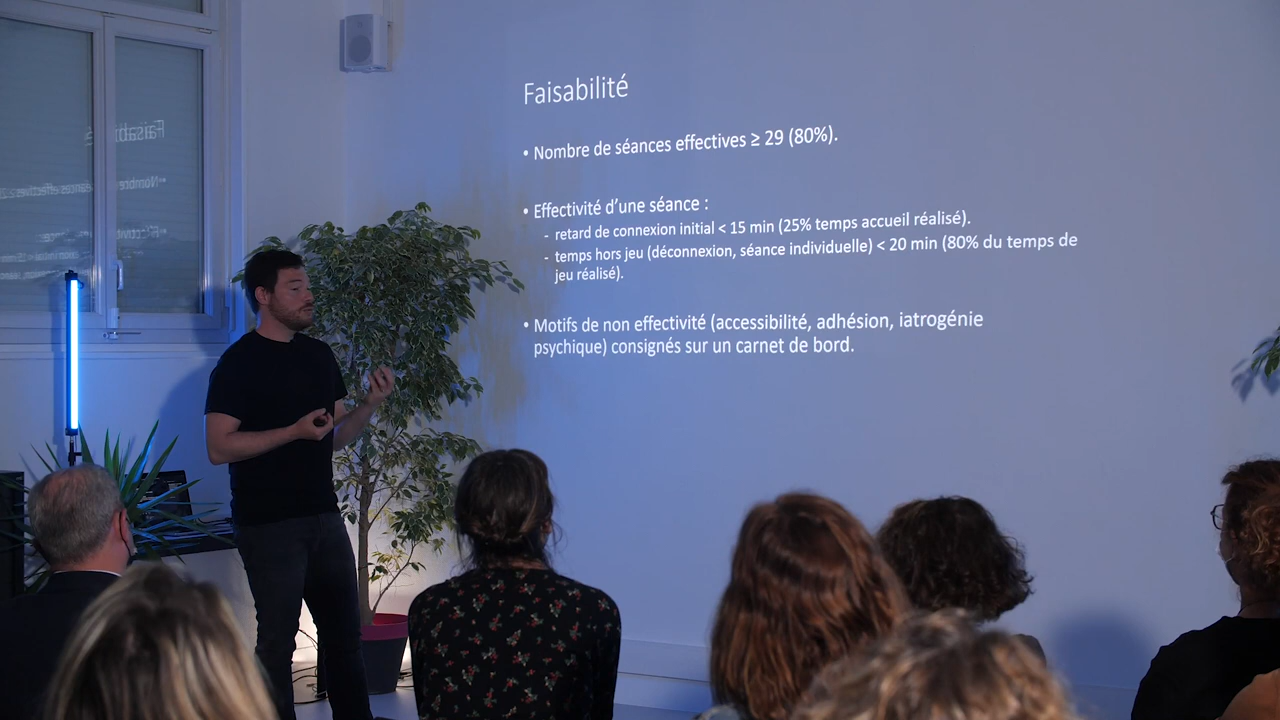 Faisabilité
• Nombre de séances effectives ≥ 29 (80%).
• Effectivité d'une séance :
- retard de connexion initial < 15 min (25% temps accueil réalisé).
- temps hors jeu (déconnexion, séance individuelle) < 20 min (80% du temps de
jeu réalisé).
• Motifs de non effectivité (accessibilité, adhésion, iatrogénie
psychique) consignés sur un carnet de bord.